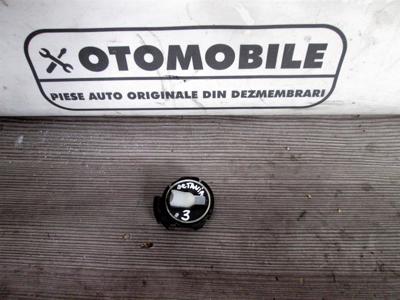 OTOMOBILE
PIESE AUTO ORIGINALE DIN DEZMEMBRARI
OCTAVIA
3